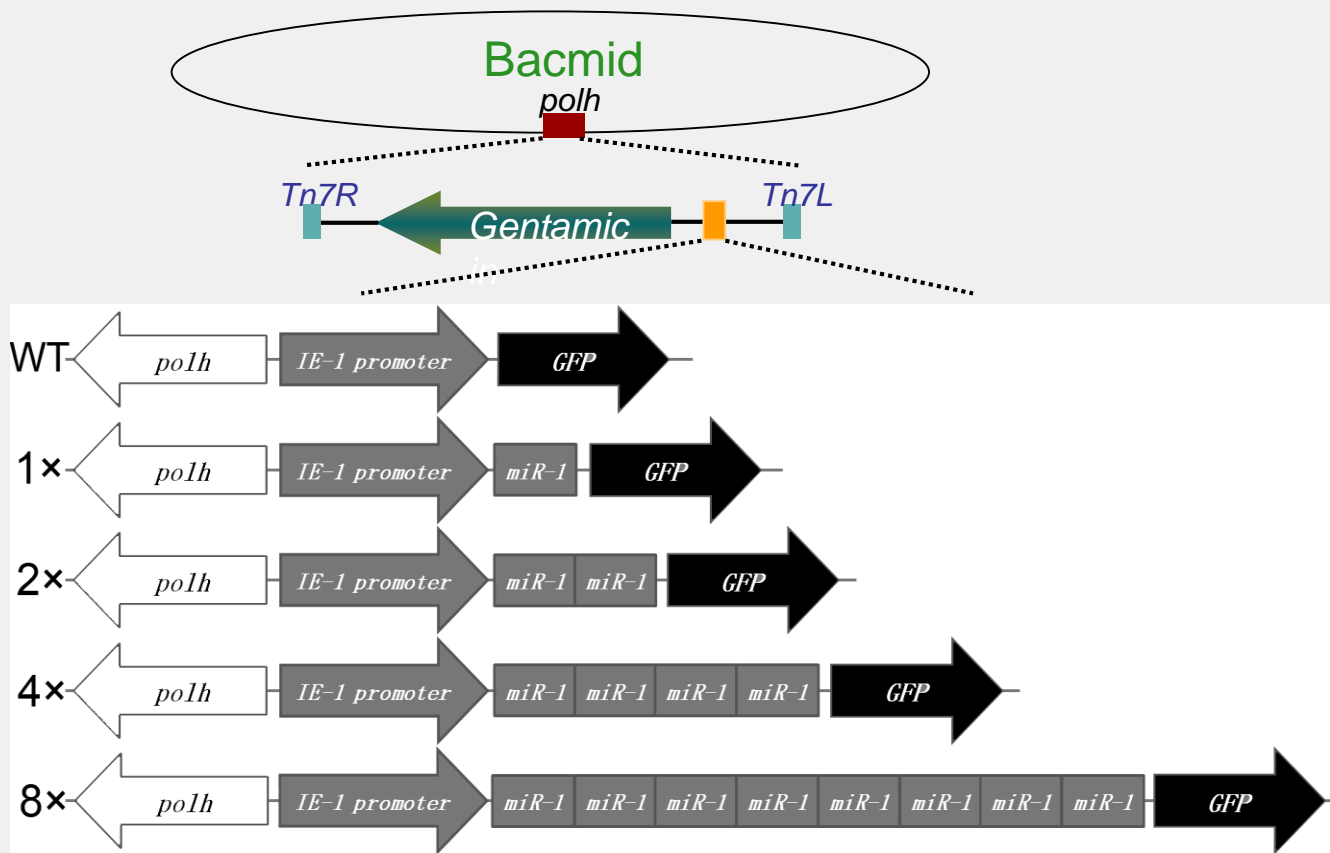 Bacmid
polh
Tn7R
Tn7L
Gentamic
in
WT polh IE-1 promoter GFP
1× polh IE-1 promoter miR-1 GFP
2× polh IE-1 promoter miR-1 miR-1 GFP
4× polh IE-1 promoter miR-1 miR-1 miR-1 miR-1 GFP
8× polh IE-1 promoter miR-1 miR-1 miR-1 miR-1 miR-1 miR-1 miR-1 miR-1 GFP